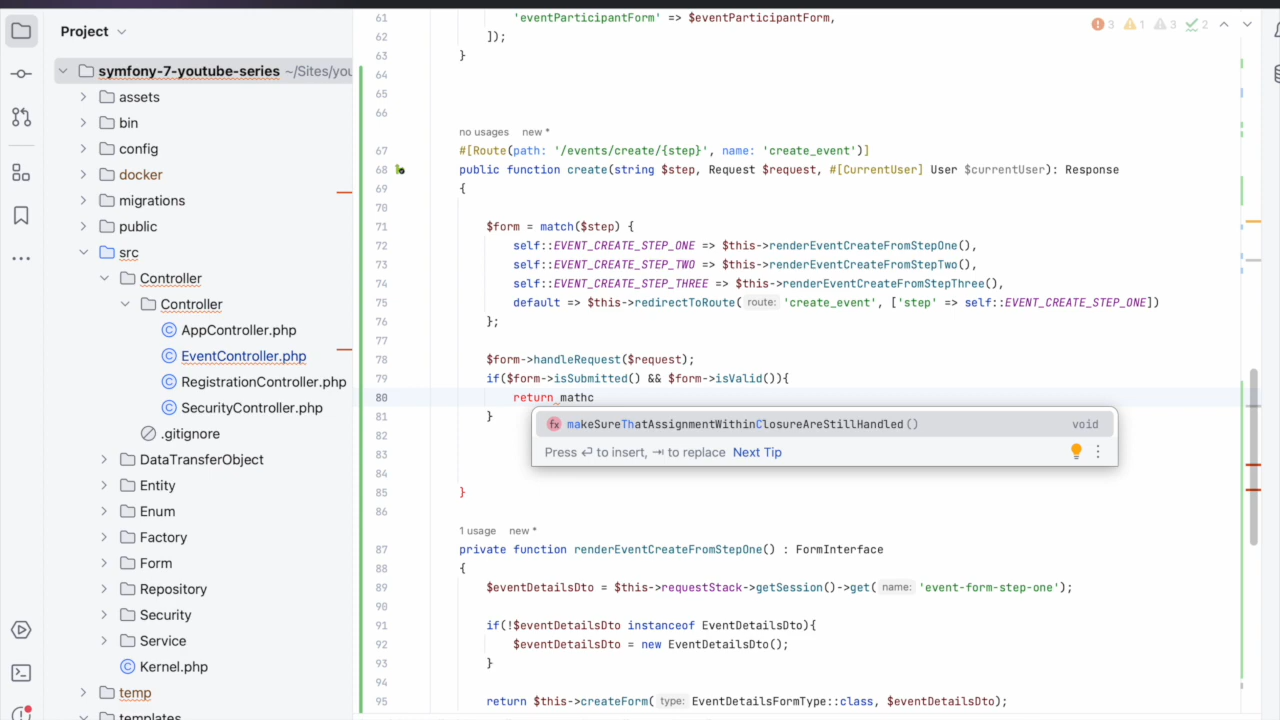 Project
symfony-7-youtube-series ~/Sites/you
assets
bin
config
docker
migrations
public
src
Controller
Controller
AppController.php
EventController.php
RegistrationController.php
SecurityController.php
.gitignore
DataTransferObject
Entity
Enum
Factory
Form
Repository
Security
Service
Kernel.php
temp
templates
3 1 3 2
61 'eventParticipantForm' => $eventParticipantForm,
62 ]);
63 }
64
65
66
no usages new *
67 #[Route(path: '/events/create/{step}', name: 'create_event')]
68 public function create(string $step, Request $request, #[CurrentUser] User $currentUser): Response
69 {
70
71 $form = match($step) {
72 self::EVENT_CREATE_STEP_ONE => $this->renderEventCreateFromStepOne(),
73 self::EVENT_CREATE_STEP_TWO => $this->renderEventCreateFromStepTwo(),
74 self::EVENT_CREATE_STEP_THREE => $this->renderEventCreateFromStepThree(),
75 default => $this->redirectToRoute( route: 'create_event', ['step' => self::EVENT_CREATE_STEP_ONE])
76 };
77
78 $form->handleRequest($request);
79 if($form->isSubmitted() && $form->isValid()){
80 return mathc
81 }
makeSureThatAssignmentWithinClosureAreStillHandled() void
82
83 Press ↩ to insert, ⇥ to replace Next Tip
84
85 }
86
1 usage new *
87 private function renderEventCreateFromStepOne() : FormInterface
88 {
89 $eventDetailsDto = $this->requestStack->getSession()->get( name: 'event-form-step-one');
90
91 if(!$eventDetailsDto instanceof EventDetailsDto){
92 $eventDetailsDto = new EventDetailsDto();
93 }
94
95 return $this->createForm( type: EventDetailsFormType::class, $eventDetailsDto);